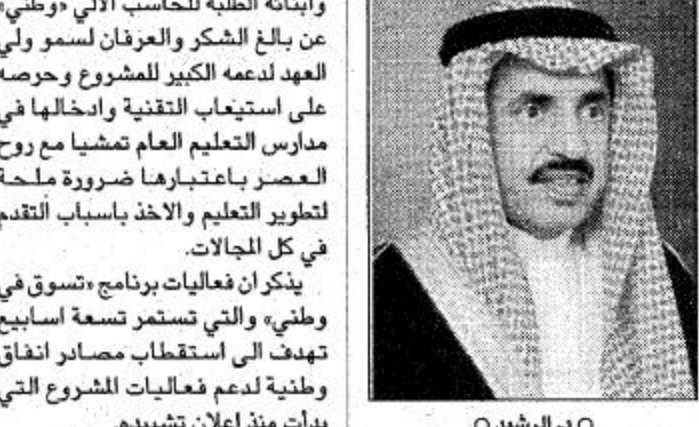 وأبنائه الطلبة للحاسب الآلي «وطني»
عن بالغ الشكر والعرفان لسمو ولي
العهد لدعمه الكبير للمشروع وحرصه
على استيعاب التقنية وادخالها في
مدارس التعليم العام تمشيا مع روح
العصر باعتبارها ضرورة ملحة
لتطوير التعليم والاخذ باسباب التقدم
في كل المجالات.
يذكر ان فعاليات برنامج «تسوق في
وطني» والتي تستمر تسعة اسابيع
تهدف الى استقطاب مصادر انفاق
وطنية لدعم فعاليات المشروع التي
بدأت منذ اعلان تشييده.
الرشيد